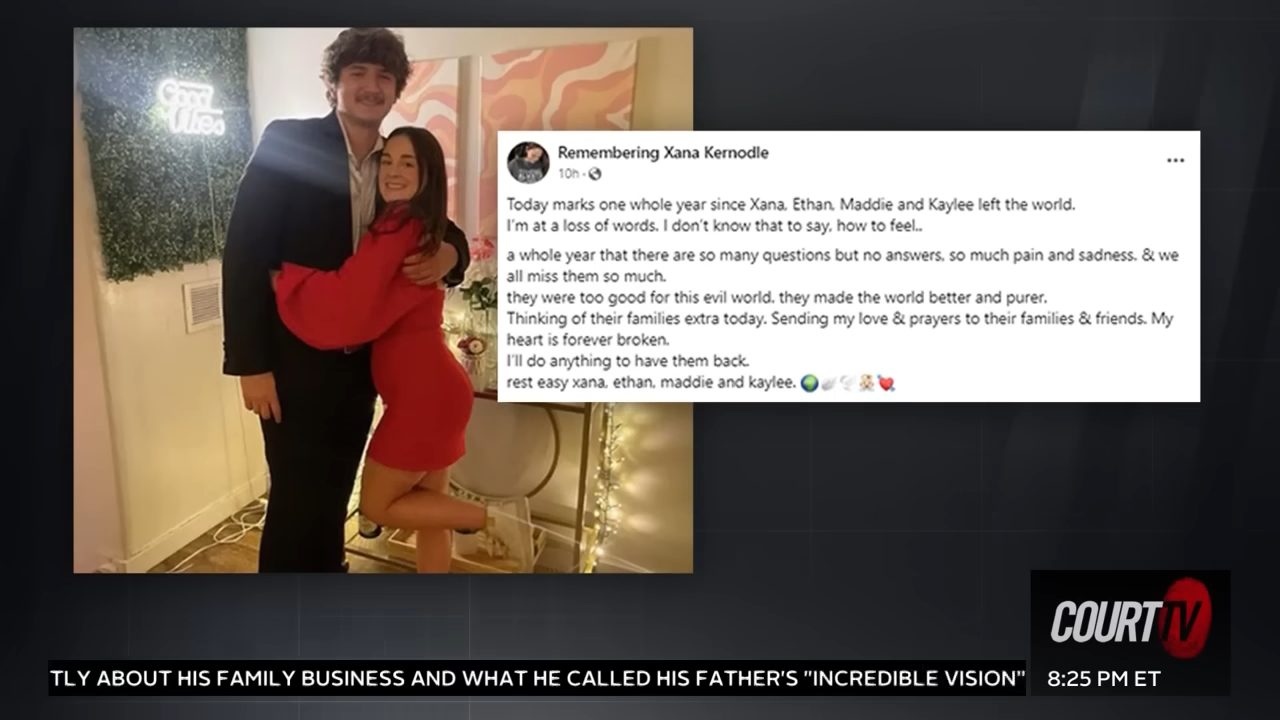 Good
Vibes
Remembering Xana Kernodle
10h ·
Today marks one whole year since Xana, Ethan, Maddie and Kaylee left the world.
I'm at a loss of words. I don't know that to say, how to feel..
a whole year that there are so many questions but no answers, so much pain and sadness. & we
all miss them so much.
they were too good for this evil world. they made the world better and purer.
Thinking of their families extra today. Sending my love & prayers to their families & friends. My
heart is forever broken.
I'll do anything to have them back.
rest easy xana, ethan, maddie and kaylee. 🌍🕊️🤍👼🏼💘
COURT TV
TLY ABOUT HIS FAMILY BUSINESS AND WHAT HE CALLED HIS FATHER'S "INCREDIBLE VISION"
8:25 PM ET